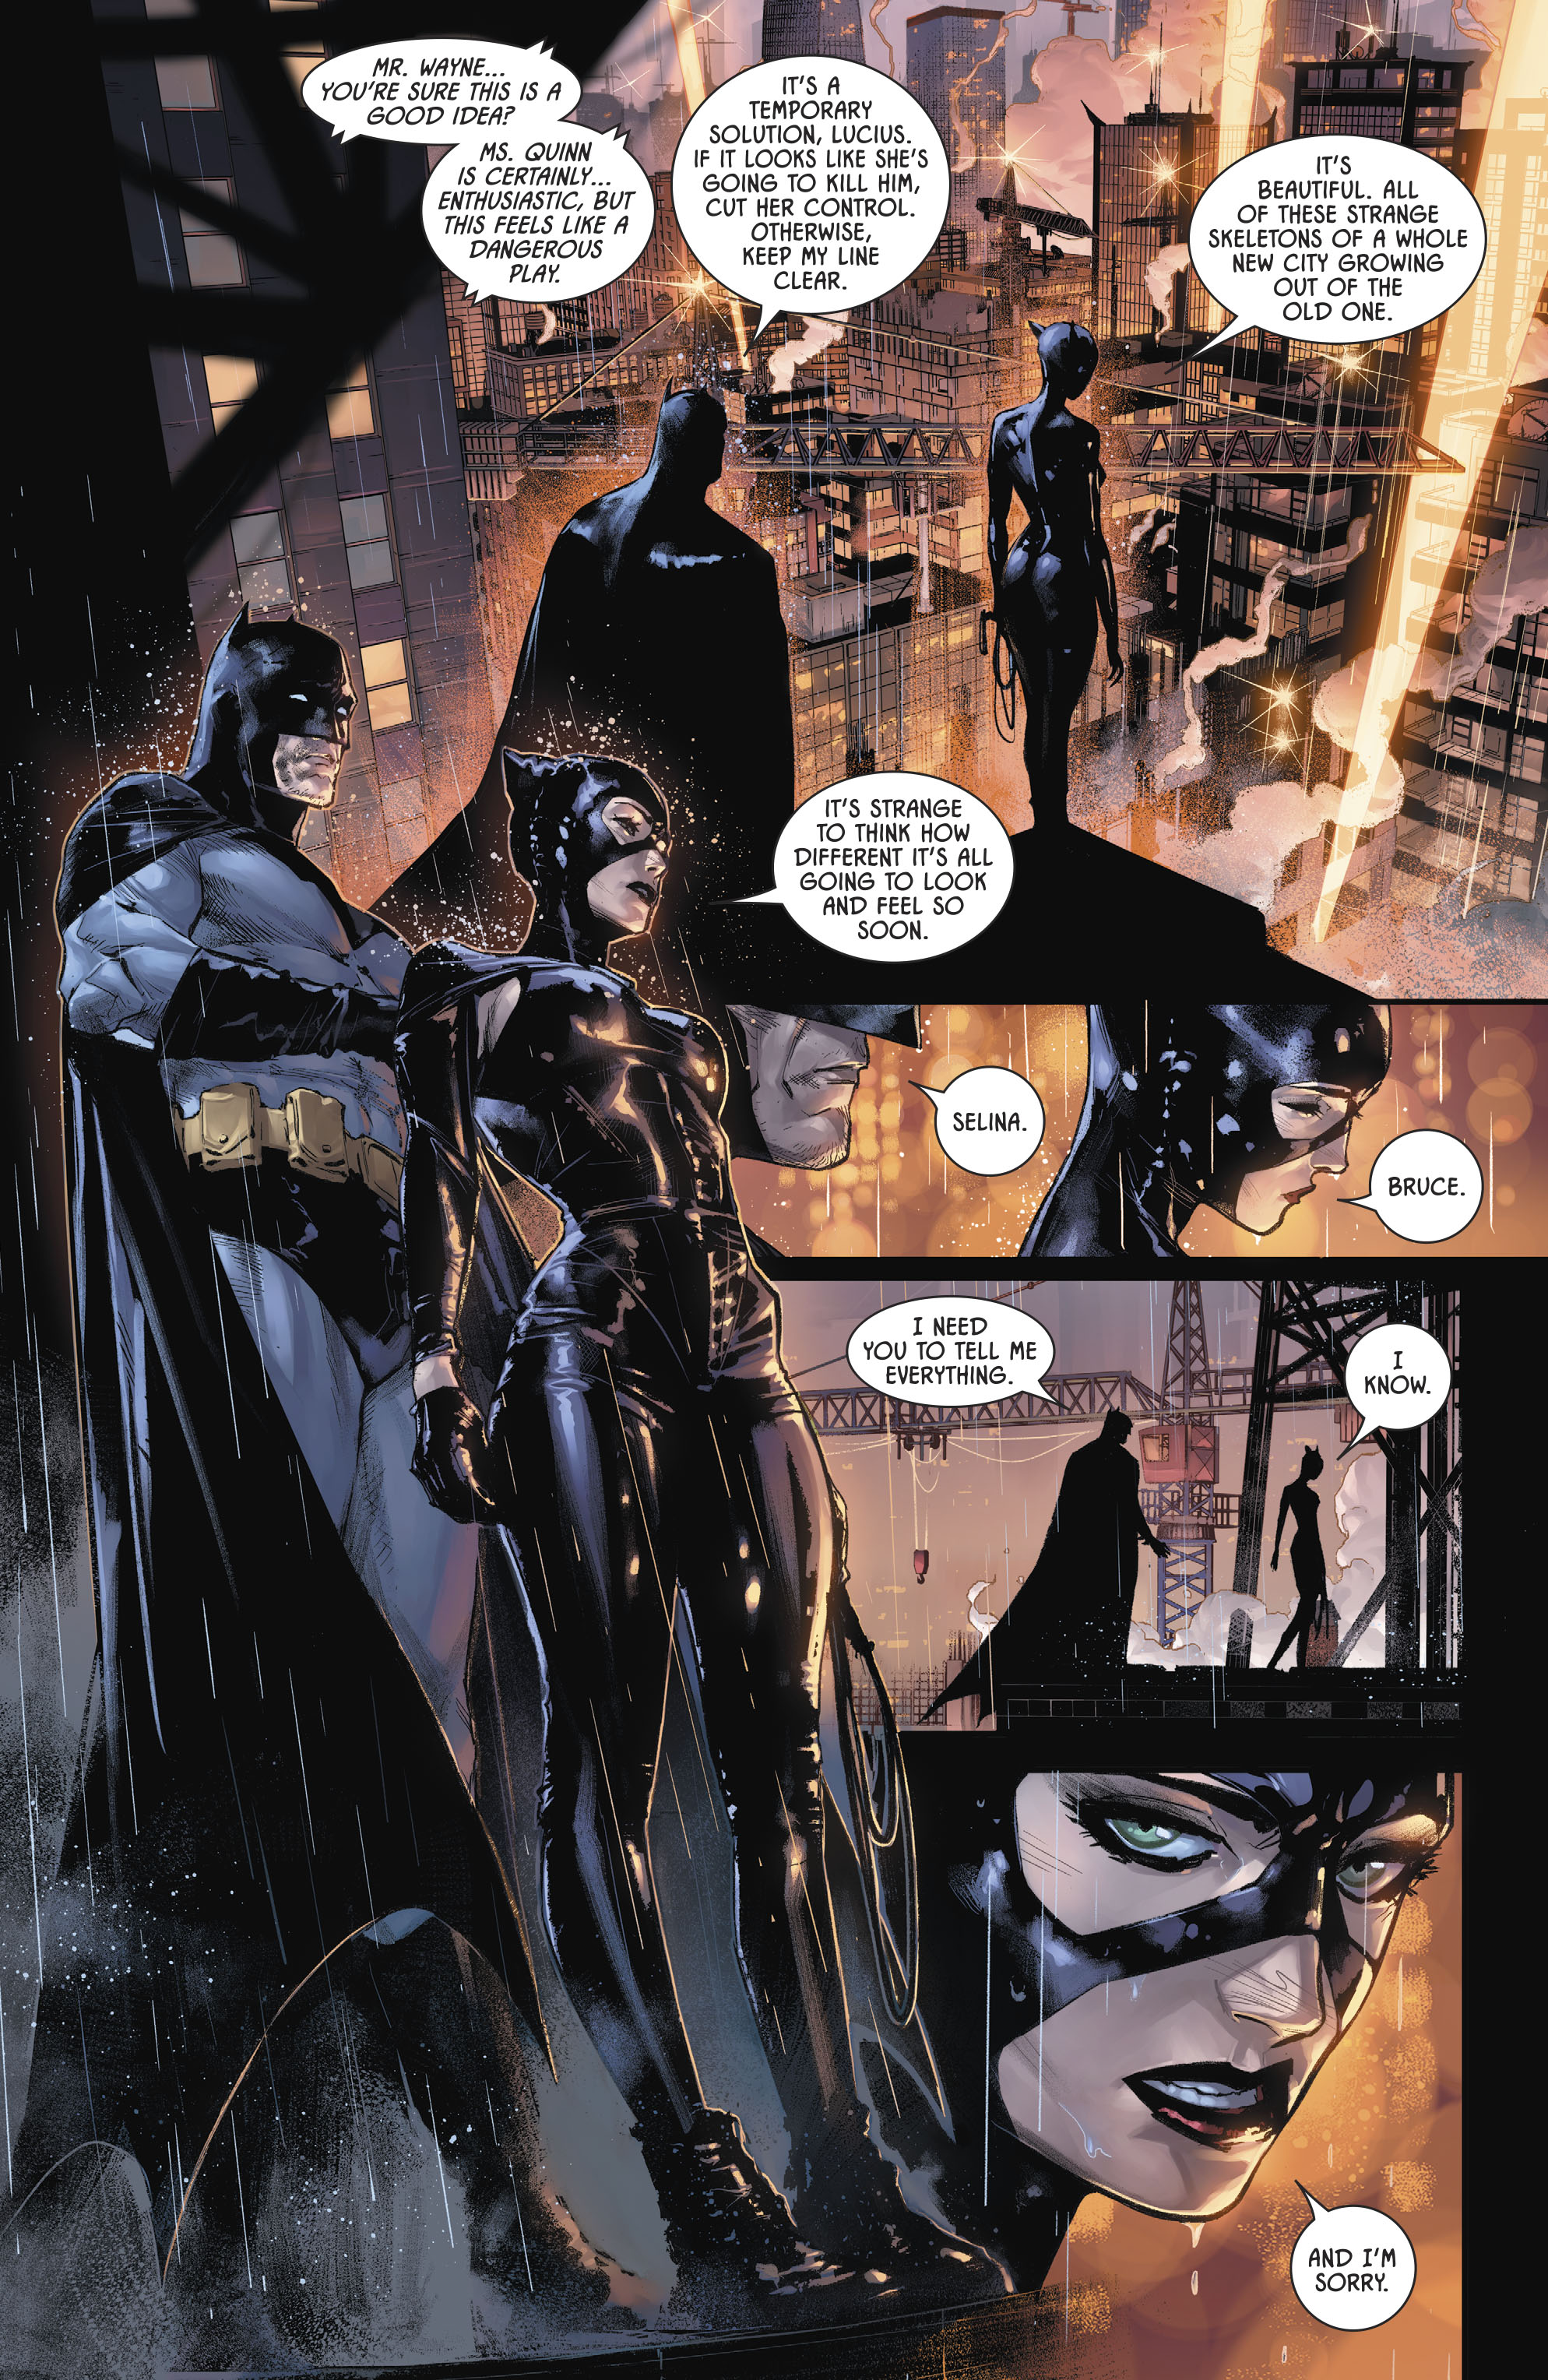 MR. WAYNE...
YOU'RE SURE THIS IS A
GOOD IDEA?
MS. QUINN
IS CERTAINLY...
ENTHUSIASTIC, BUT
THIS FEELS LIKE A
DANGEROUS
PLAY.
IT'S A
TEMPORARY
SOLUTION, LUCIUS.
IF IT LOOKS LIKE SHE'S
GOING TO KILL HIM,
CUT HER CONTROL.
OTHERWISE,
KEEP MY LINE
CLEAR.
IT'S
BEAUTIFUL. ALL
OF THESE STRANGE
SKELETONS OF A WHOLE
NEW CITY GROWING
OUT OF THE
OLD ONE.
IT'S STRANGE
TO THINK HOW
DIFFERENT IT'S ALL
GOING TO LOOK
AND FEEL SO
SOON.
SELINA.
BRUCE.
I NEED
YOU TO TELL ME
EVERYTHING.
I
KNOW.
AND I'M
SORRY.